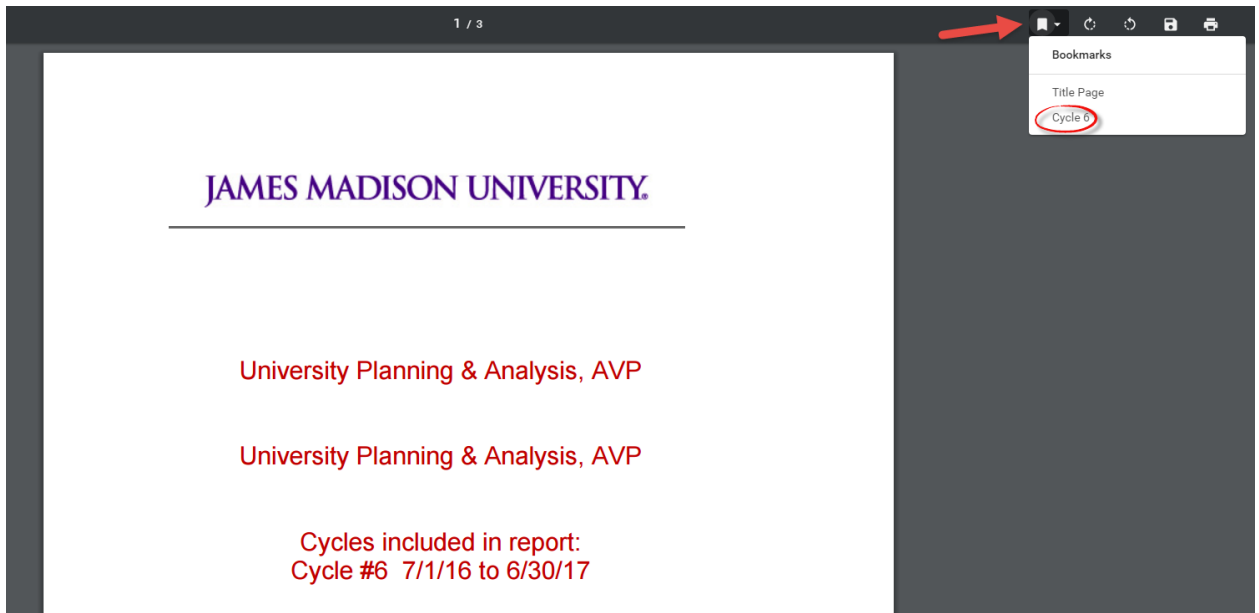 1 / 3
Bookmarks
Title Page
Cycle 6
JAMES MADISON UNIVERSITY®
University Planning & Analysis, AVP
University Planning & Analysis, AVP
Cycles included in report:
Cycle #6 7/1/16 to 6/30/17